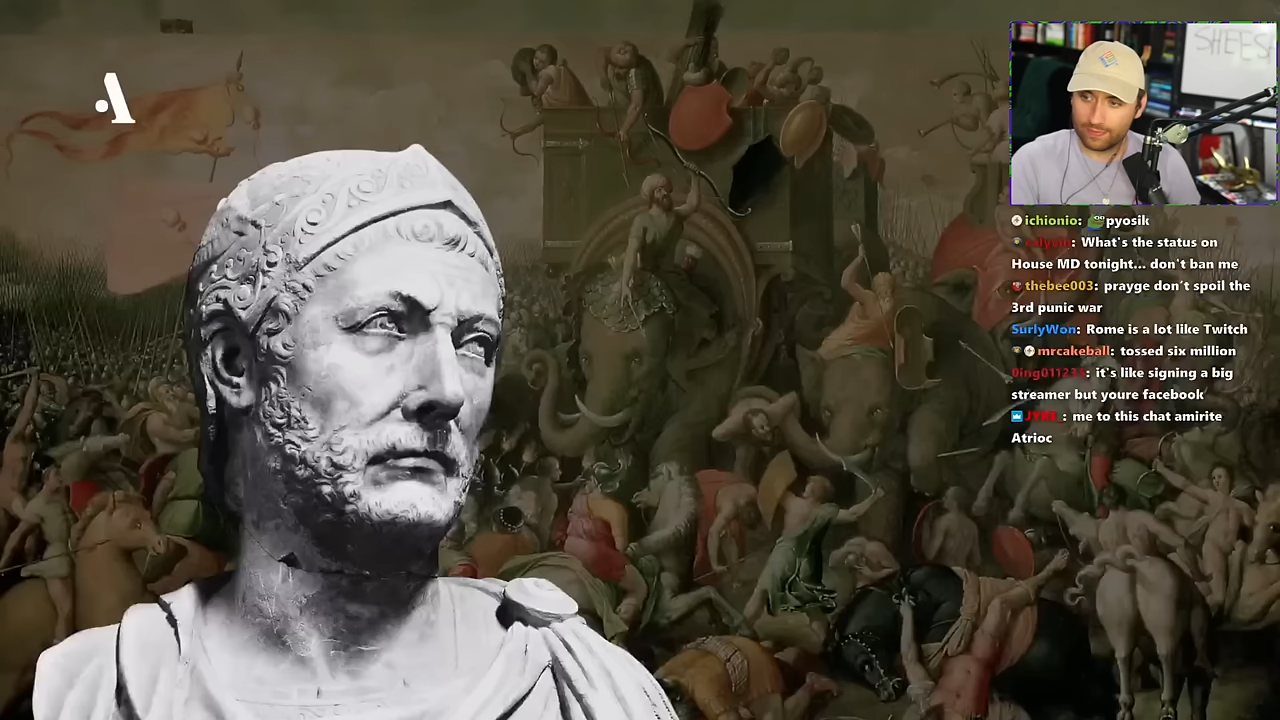 SHEESH
ichionio: pyosik
What's the status on
House MD tonight... don't ban me
thebee003: prayge don't spoil the
3rd punic war
SurlyWon: Rome is a lot like Twitch
mrcakeball: tossed six million
it's like signing a big
streamer but youre facebook
me to this chat amirite
Atrioc